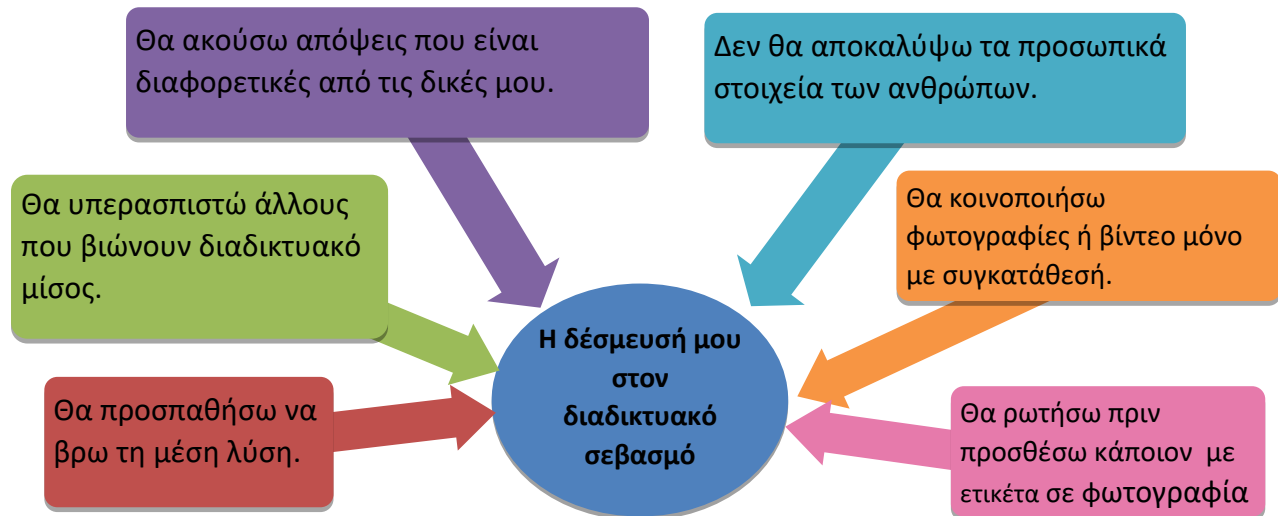 Θα ακούσω απόψεις που είναι
διαφορετικές από τις δικές μου.
Δεν θα αποκαλύψω τα προσωπικά
στοιχεία των ανθρώπων.
Θα υπερασπιστώ άλλους
που βιώνουν διαδικτυακό
μίσος.
Θα κοινοποιήσω
φωτογραφίες ή βίντεο μόνο
με συγκατάθεσή.
Η δέσμευσή μου
στον
διαδικτυακό
σεβασμό
Θα προσπαθήσω να
βρω τη μέση λύση.
Θα ρωτήσω πριν
προσθέσω κάποιον με
ετικέτα σε φωτογραφία